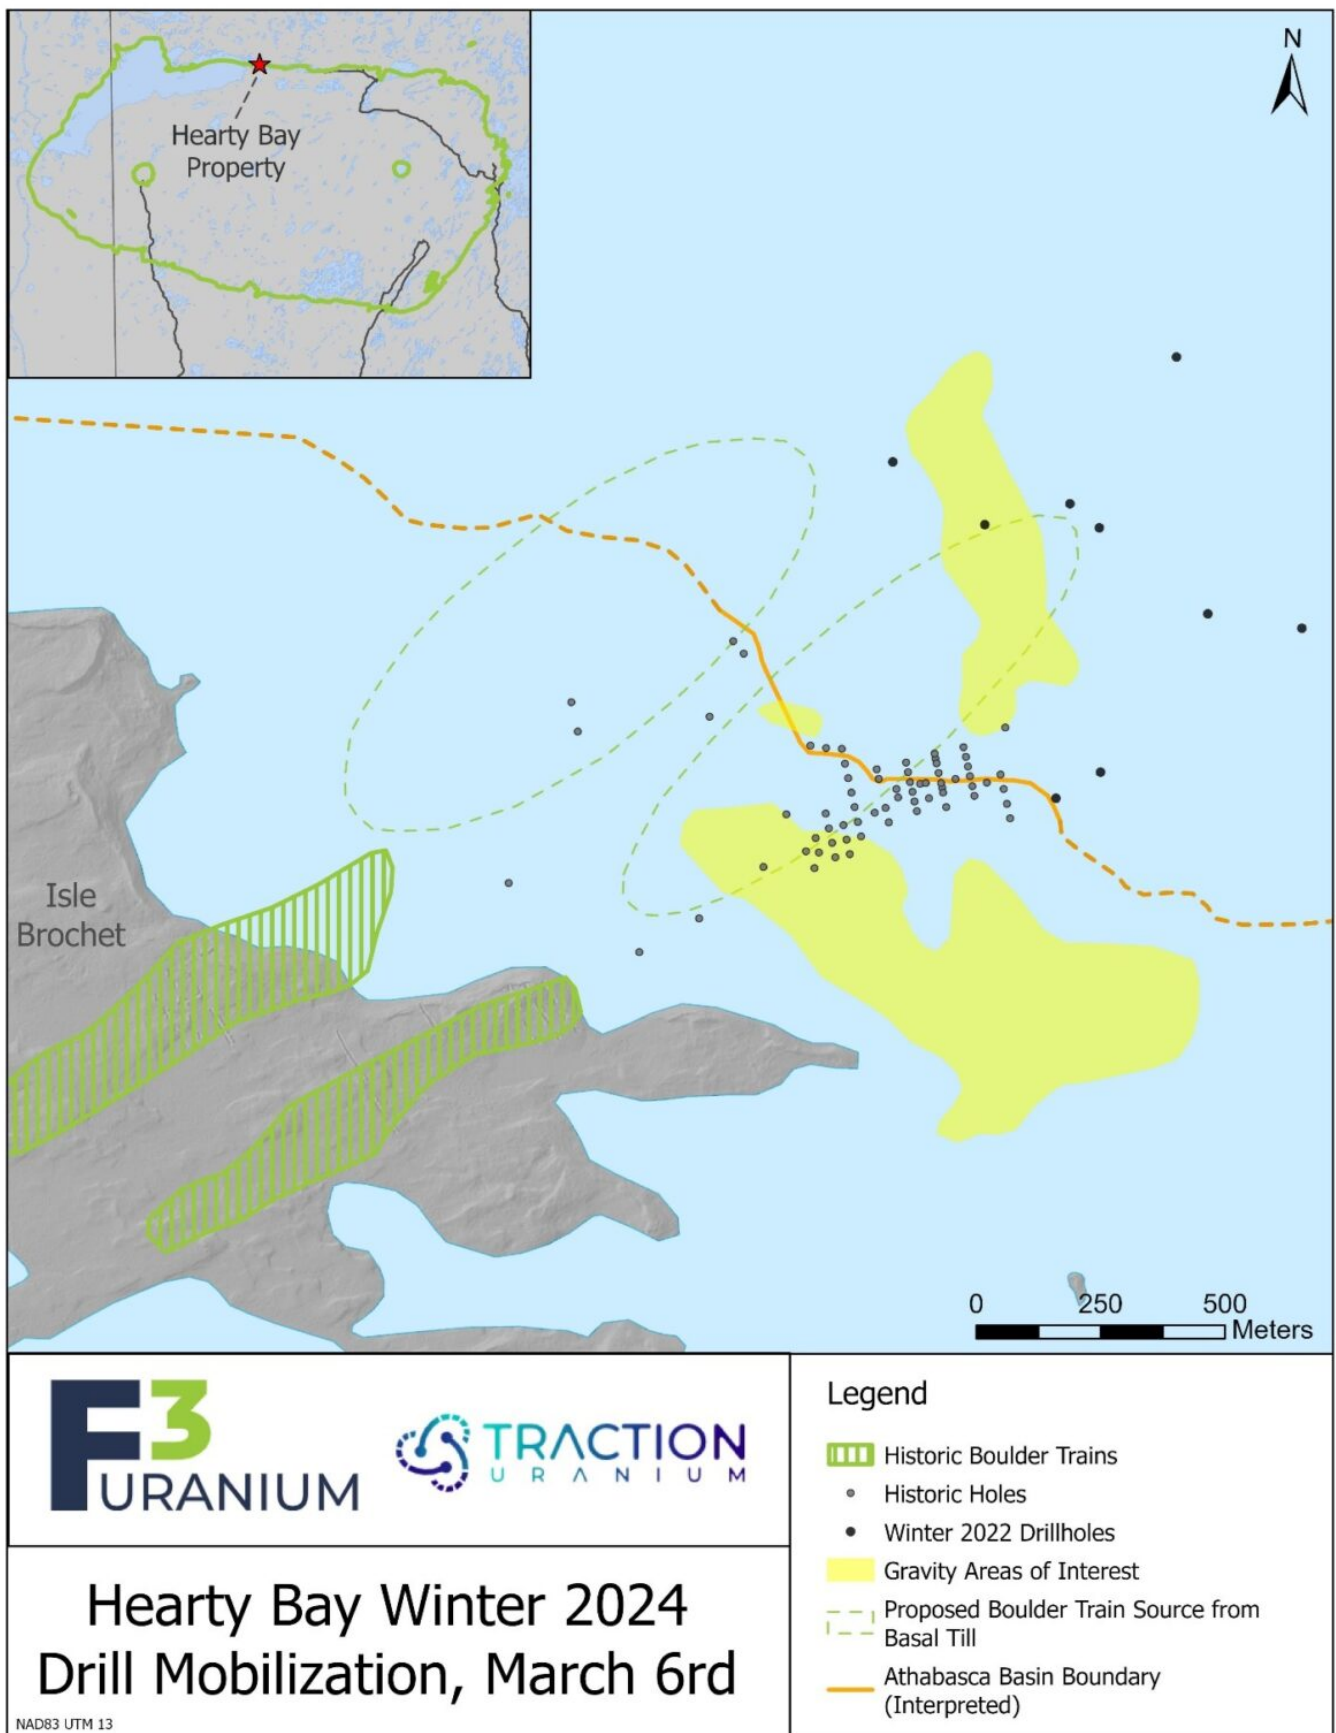 Hearty Bay
Property
N
Isle
Brochet
0 250 500
Meters
F3
URANIUM
TRACTION
URANIUM
Hearty Bay Winter 2024
Drill Mobilization, March 6rd
NAD83 UTM 13
Legend
Historic Boulder Trains
Historic Holes
Winter 2022 Drillholes
Gravity Areas of Interest
Proposed Boulder Train Source from
Basal Till
Athabasca Basin Boundary
(Interpreted)